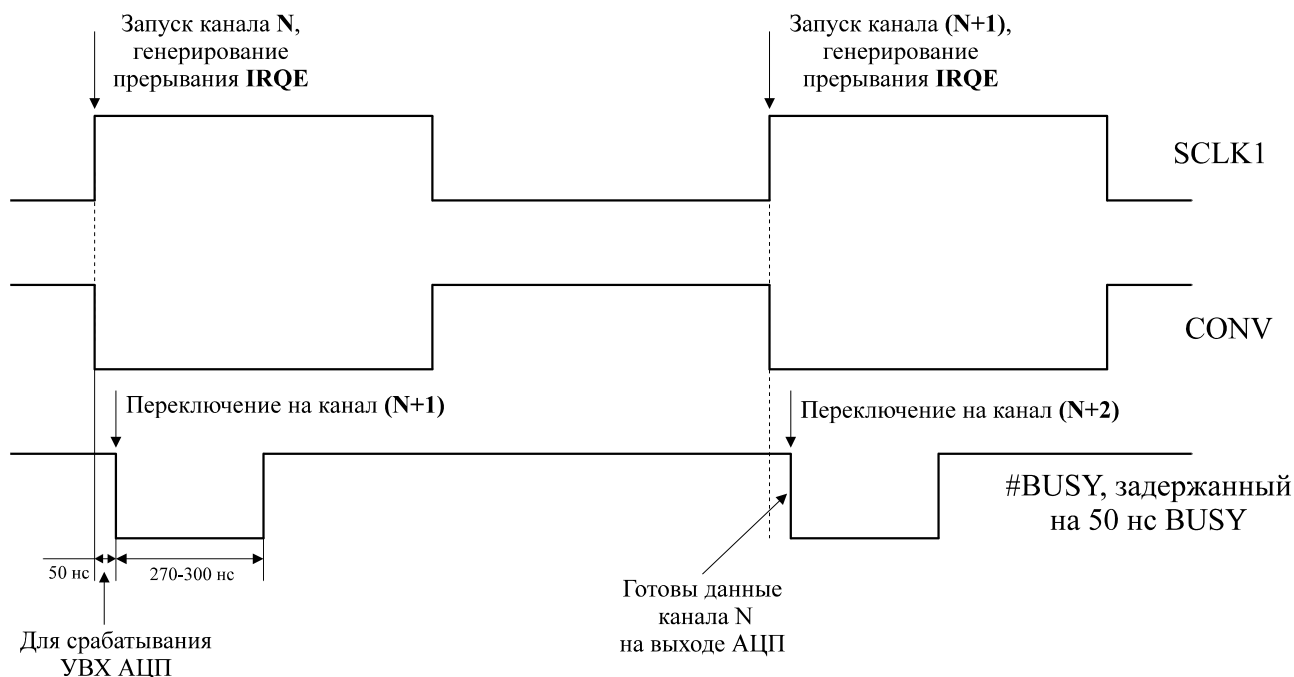 Запуск канала N,
генерирование
прерывания IRQE
Запуск канала (N+1),
генерирование
прерывания IRQE
SCLK1
CONV
Переключение на канал (N+1)
Переключение на канал (N+2)
#BUSY, задержанный
на 50 нс BUSY
50 нс
270-300 нс
Для срабатывания
УВХ АЦП
Готовы данные
канала N
на выходе АЦП